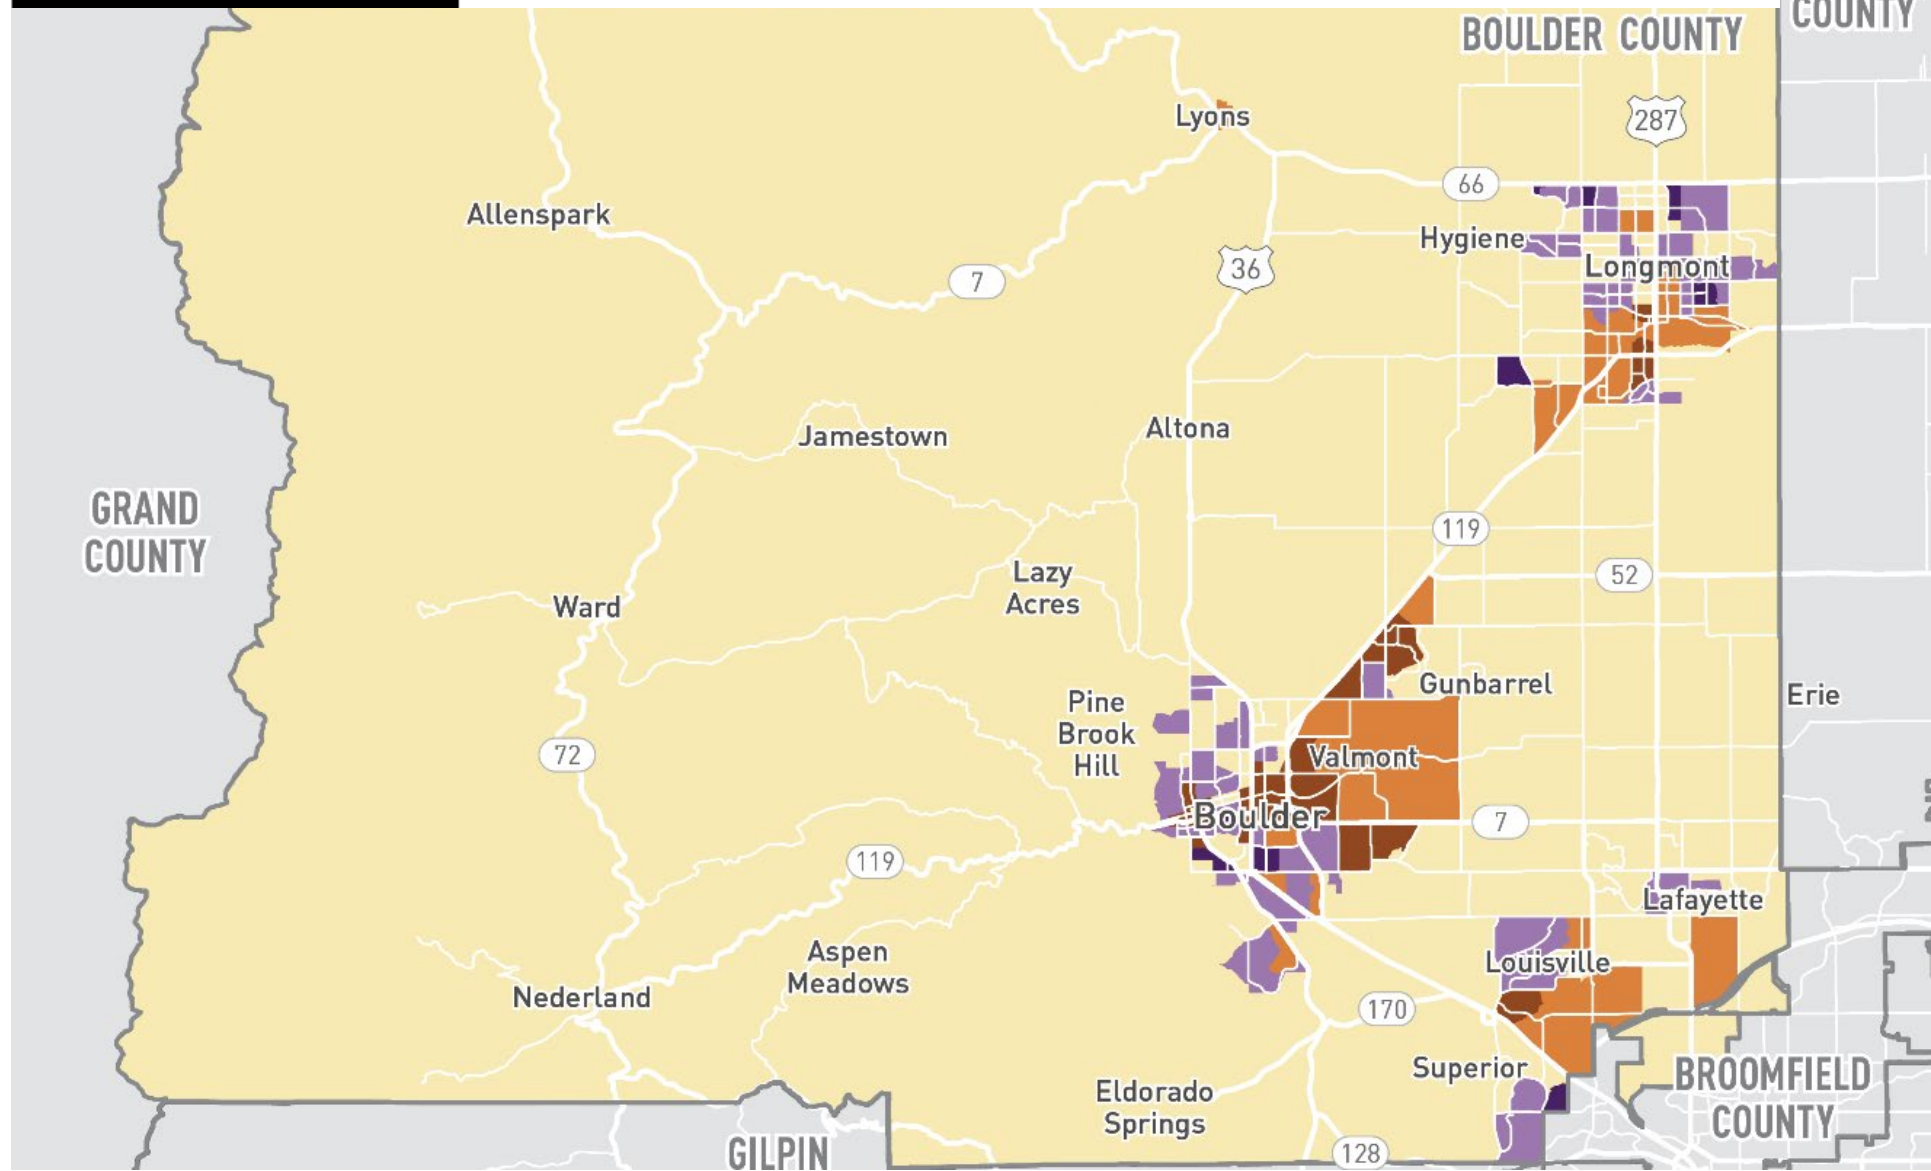 COUNTY
BOULDER COUNTY
Lyons
287
66
Allenspark
Hygiene
Longmont
36
7
Jamestown
Altona
GRAND
COUNTY
119
Lazy
Acres
52
Ward
Gunbarrel
Erie
Pine
Brook
Hill
72
Valmont
Boulder
7
119
Lafayette
Aspen
Meadows
Louisville
Nederland
170
Superior
BROOMFIELD
COUNTY
Eldorado
Springs
GILPIN
128